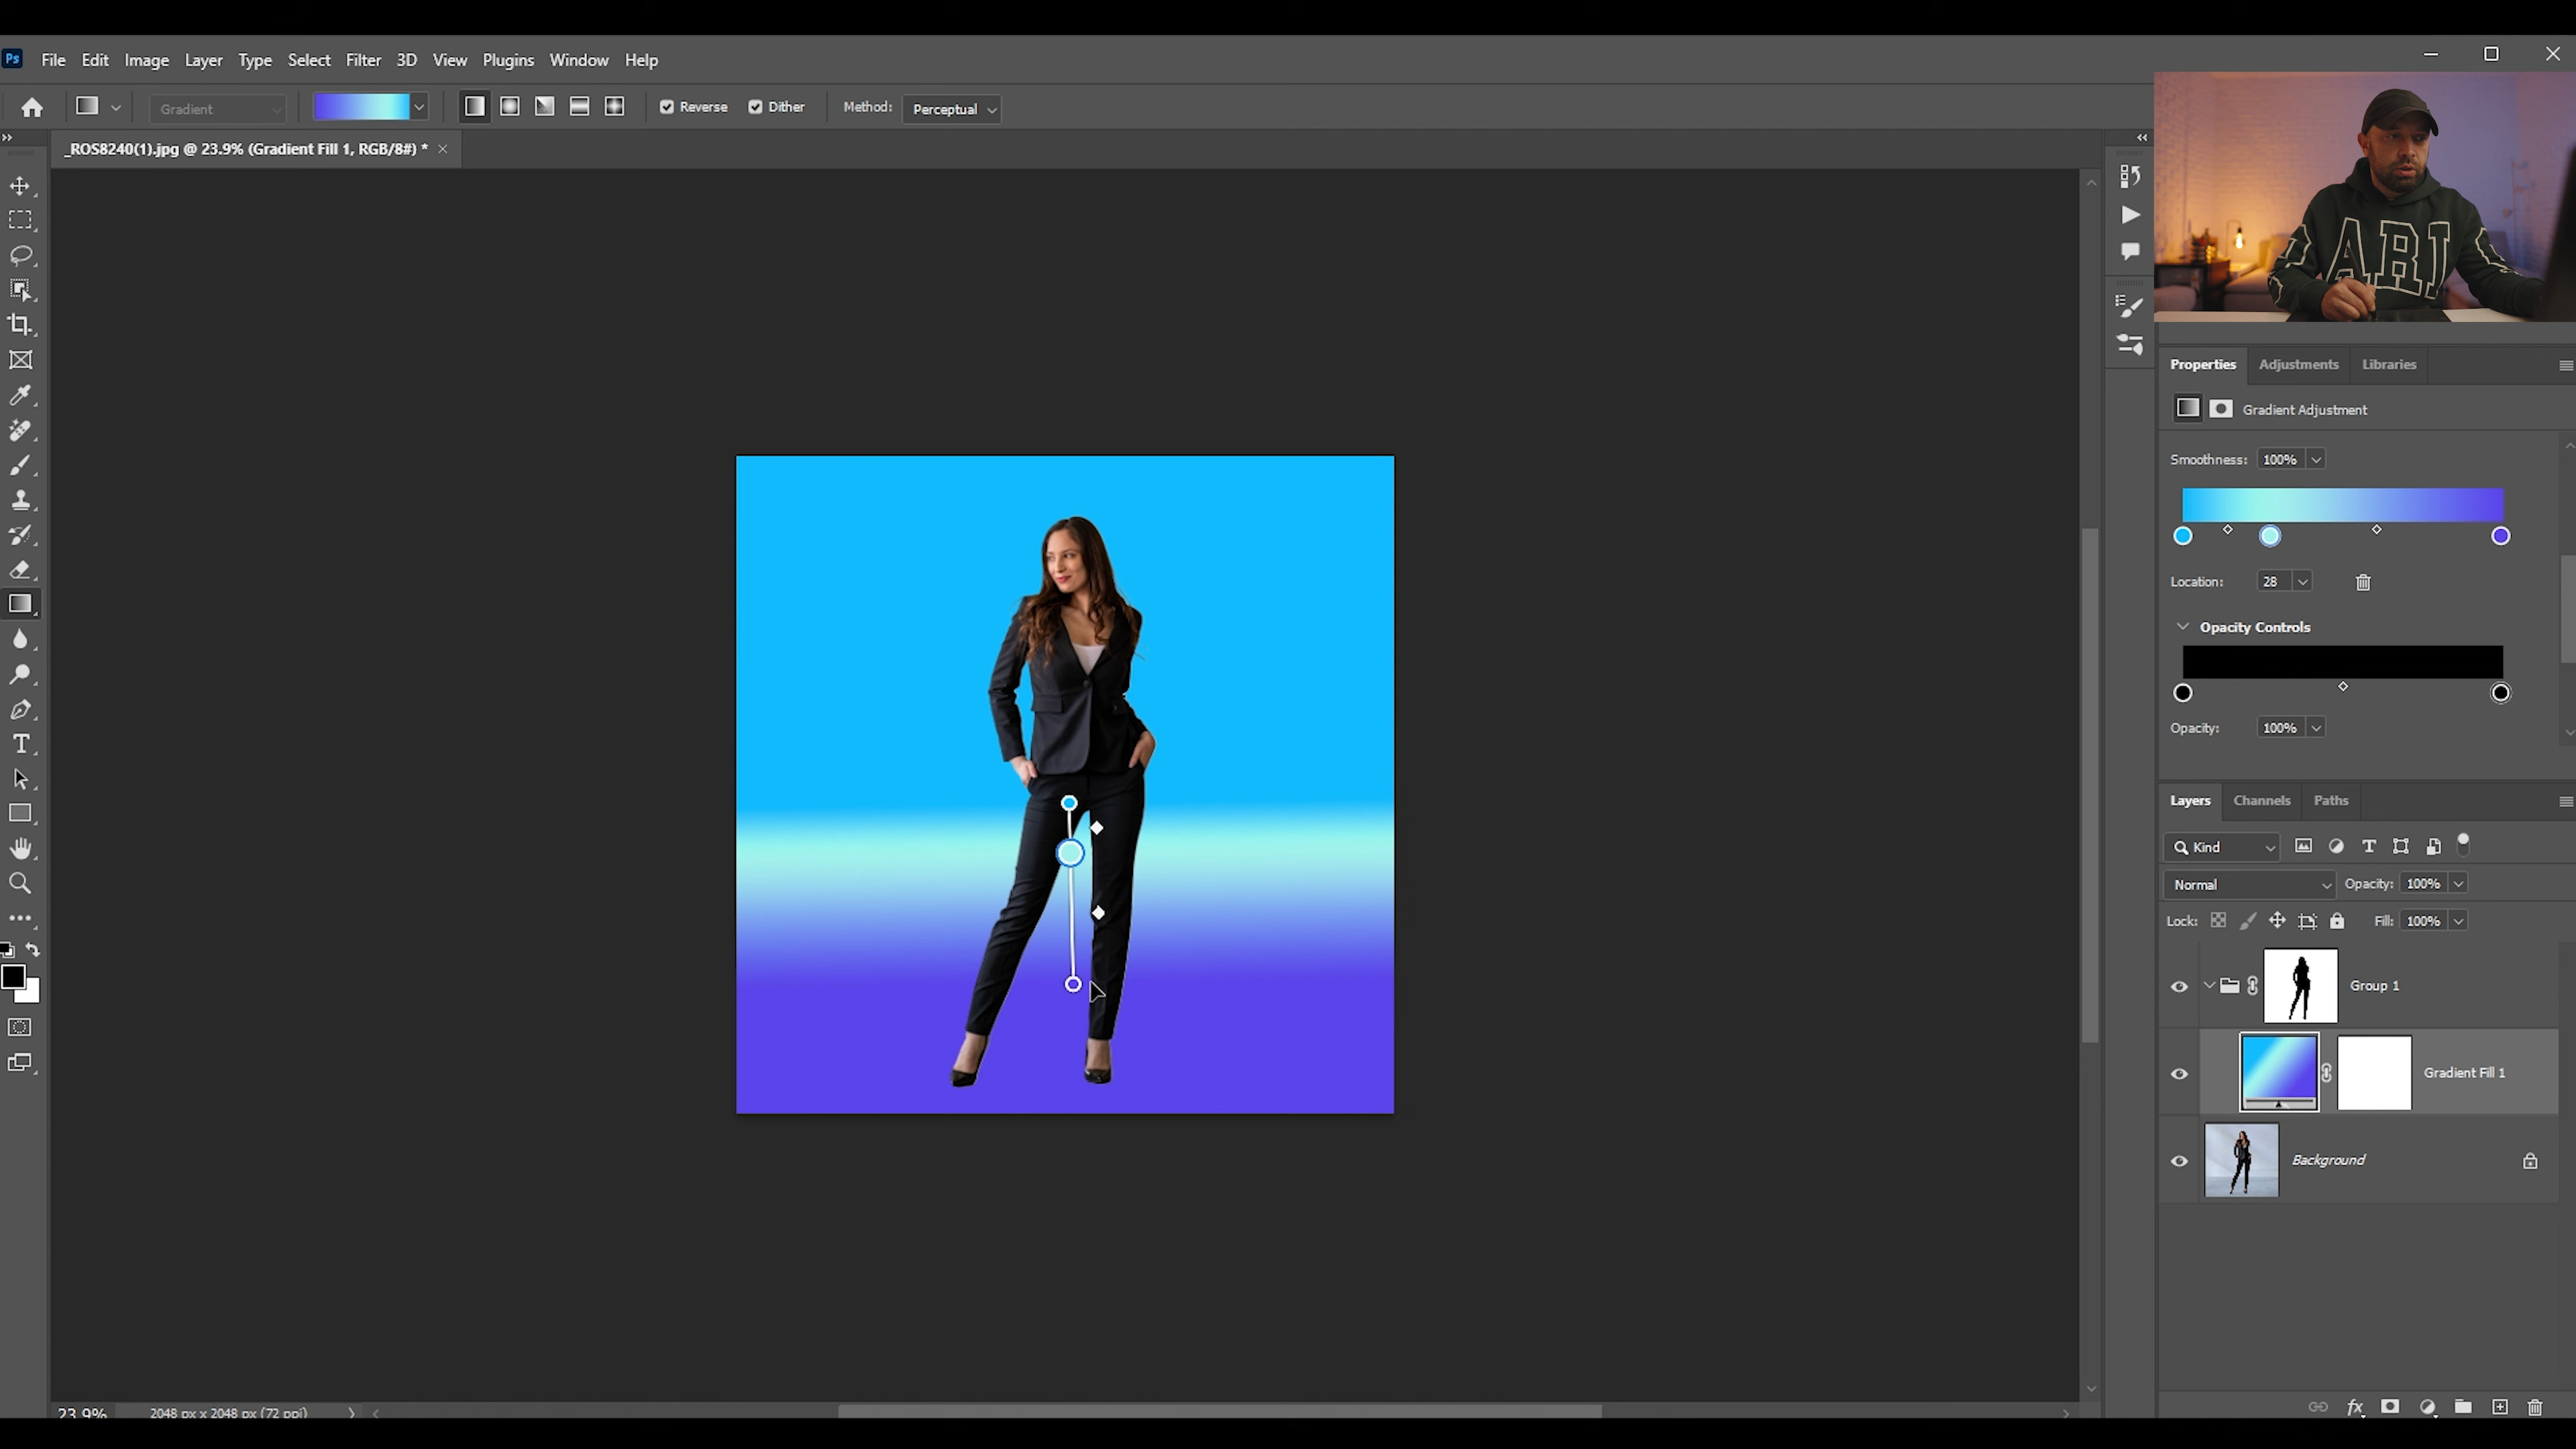 Ps File Edit Image Layer Type Select Filter 3D View Plugins Window Help
Gradient Reverse Dither Method: Perceptual
_ROS8240(1).jpg @ 23.9% (Gradient Fill 1, RGB/8#) * ×
Properties Adjustments Libraries
Gradient Adjustment
Smoothness: 100%
Location: 28
Opacity Controls
Opacity: 100%
Layers Channels Paths
Kind
Normal Opacity: 100%
Lock: Fill: 100%
Group 1
Gradient Fill 1
Background
23.9% 2048 px x 2048 px (72 ppi)